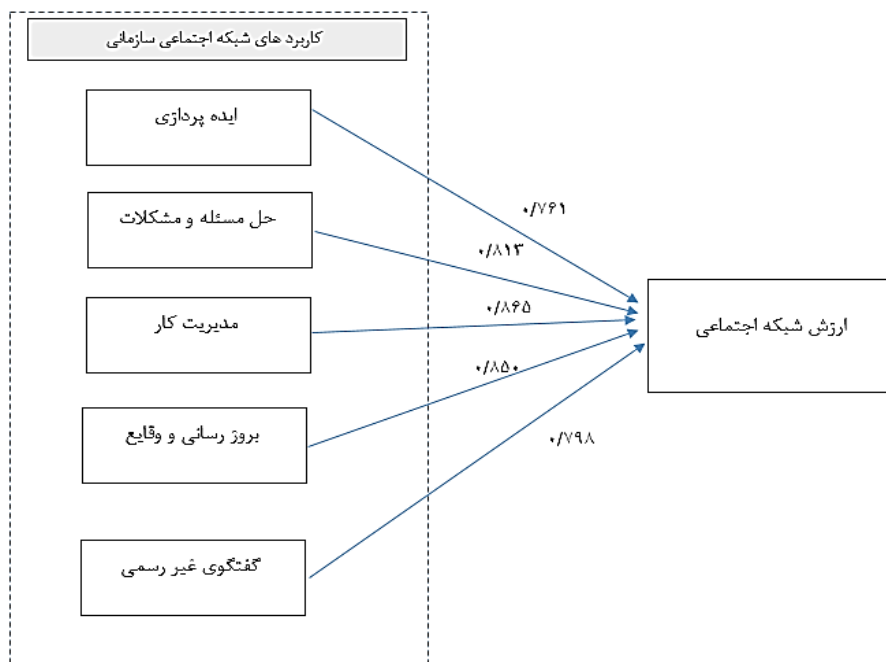 کاربرد های شبکه اجتماعی سازمانی
ایده پردازی
۰/۷۶۱
حل مسئله و مشکلات
۰/۸۱۳
مدیریت کار
۰/۸۶۵
ارزش شبکه اجتماعی
۰/۸۵۰
بروز رسانی و وقایع
۰/۷۹۸
گفتگوی غیر رسمی